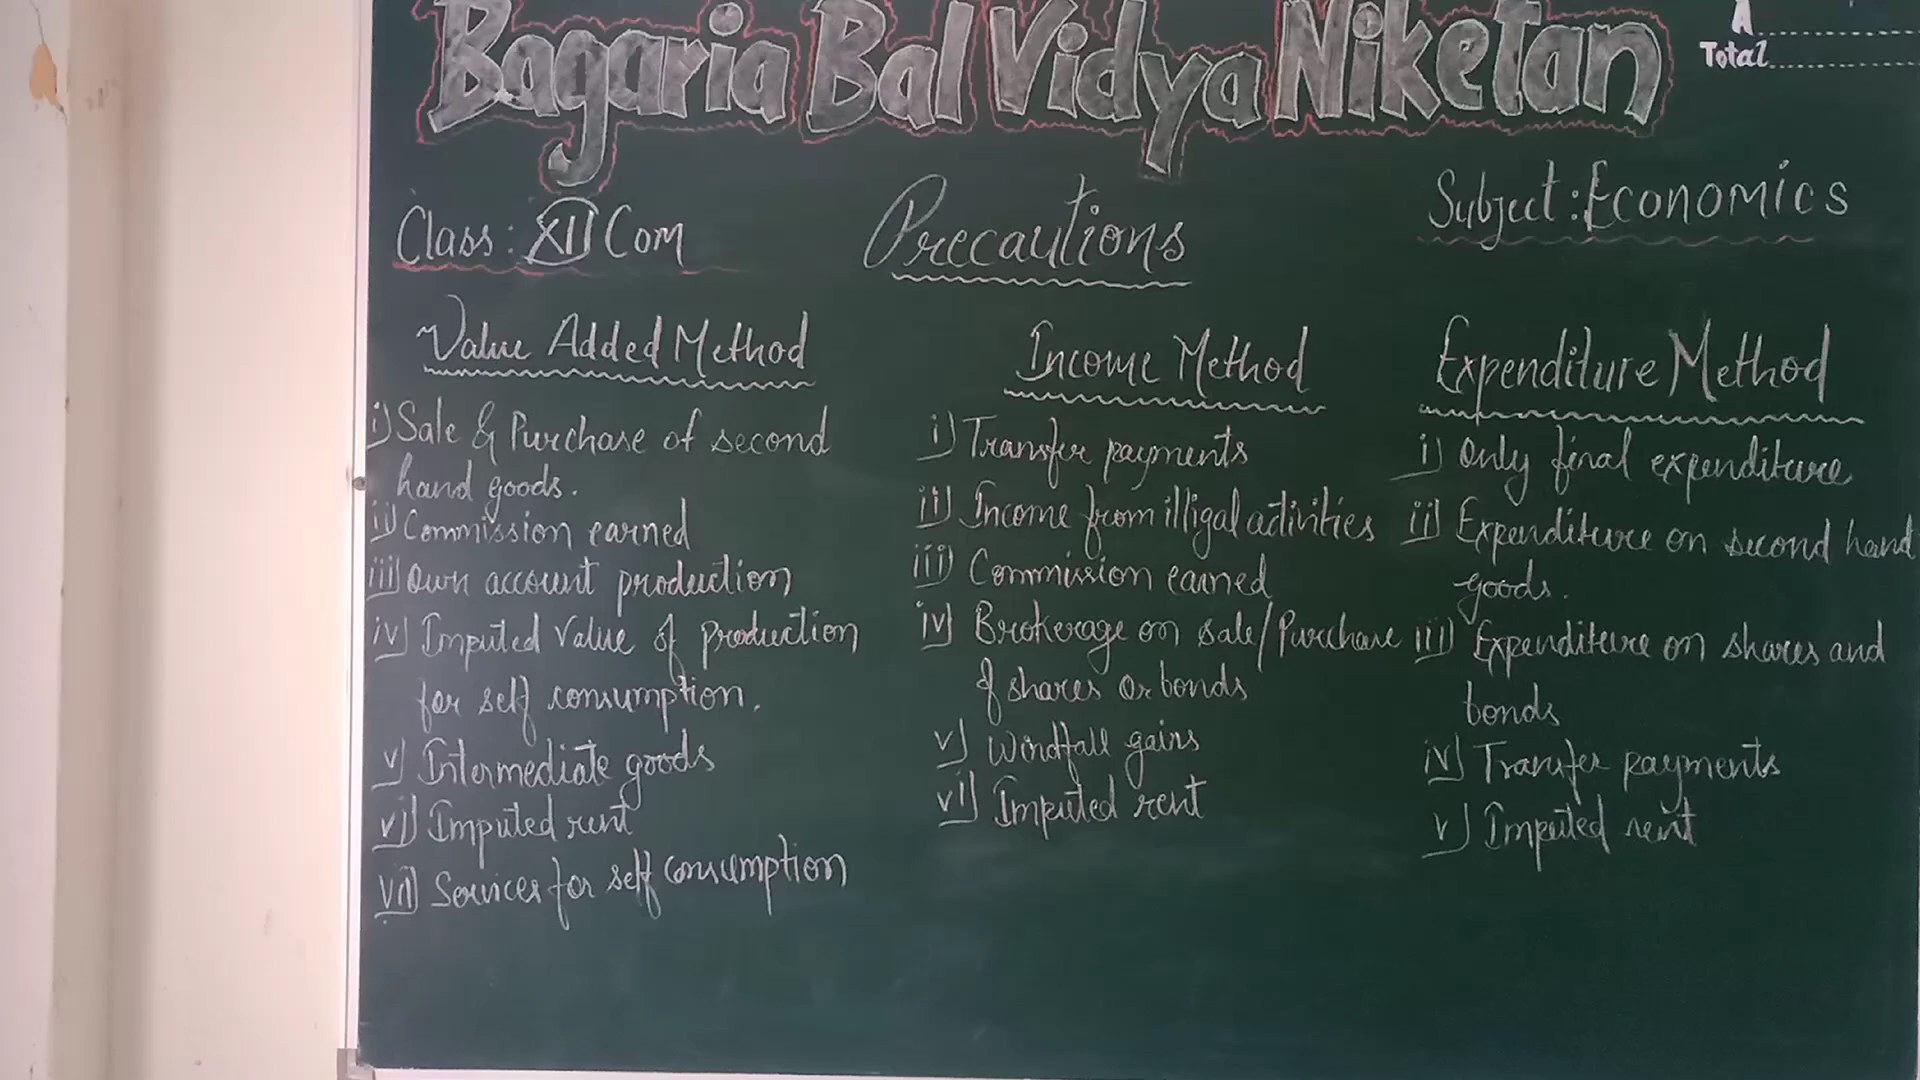 Bagaria Bal Vidya Niketan
A
Total
Class: XII Com
Precautions
Subject: Economics
Value Added Method
i) Sale & Purchase of second
hand goods.
ii) Commission earned
iii) Own account production
iv) Imputed Value of production
for self consumption.
v) Intermediate goods
vi) Imputed rent
vii) Services for self consumption
Income Method
i) Transfer payments
ii) Income from illigal activities
iii) Commission earned
iv) Brokerage on sale/Purchase
of shares or bonds
v) Windfall gains
vi) Imputed rent
Expenditure Method
i) Only final expenditure
ii) Expenditure on second hand
goods.
iii) Expenditure on shares and
bonds
iv) Transfer payments
v) Imputed rent